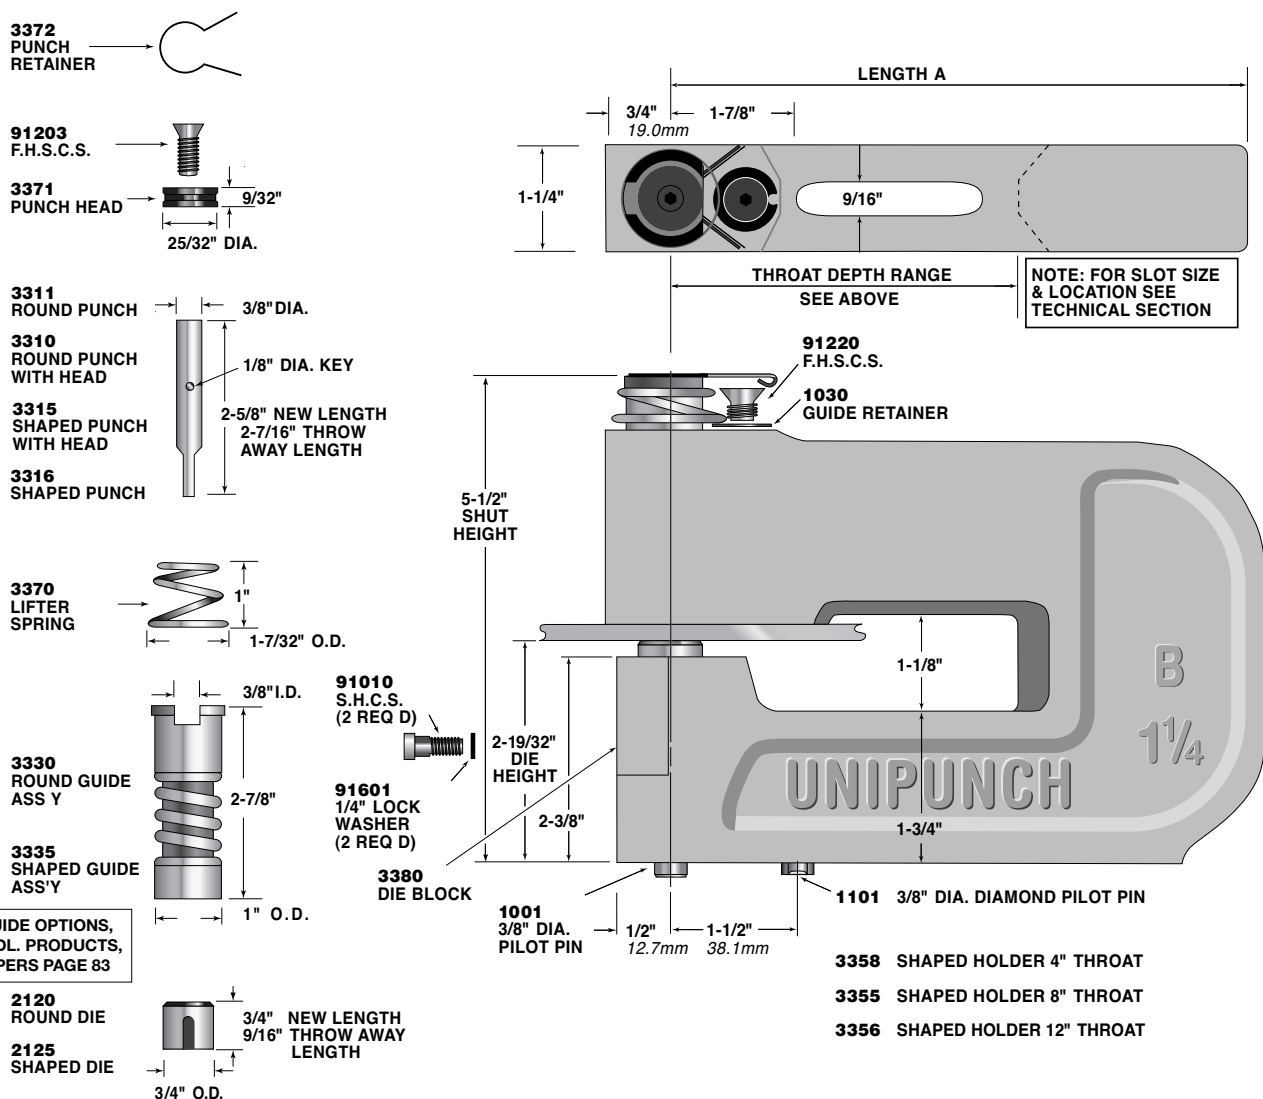 3372
PUNCH
RETAINER
91203
F.H.S.C.S.
3371
PUNCH HEAD
9/32"
25/32" DIA.
3311
ROUND PUNCH
3310
ROUND PUNCH
WITH HEAD
3315
SHAPED PUNCH
WITH HEAD
3316
SHAPED PUNCH
3/8" DIA.
1/8" DIA. KEY
2-5/8" NEW LENGTH
2-7/16" THROW
AWAY LENGTH
3370
LIFTER
SPRING
1"
1-7/32" O.D.
3/8" I.D.
3330
ROUND GUIDE
ASS Y
2-7/8"
3335
SHAPED GUIDE
ASS'Y
1" O.D.
UIDE OPTIONS,
OL. PRODUCTS,
PERS PAGE 83
2120
ROUND DIE
2125
SHAPED DIE
3/4" NEW LENGTH
9/16" THROW AWAY
LENGTH
3/4" O.D.
LENGTH A
3/4"
19.0mm
1-7/8"
1-1/4"
9/16"
THROAT DEPTH RANGE
SEE ABOVE
NOTE: FOR SLOT SIZE
& LOCATION SEE
TECHNICAL SECTION
91220
F.H.S.C.S.
1030
GUIDE RETAINER
5-1/2"
SHUT
HEIGHT
1-1/8"
B
1 1/4
UNIPUNCH
91010
S.H.C.S.
(2 REQ D)
2-19/32"
DIE
HEIGHT
91601
1/4" LOCK
WASHER
(2 REQ D)
2-3/8"
1-3/4"
3380
DIE BLOCK
1001
3/8" DIA.
PILOT PIN
1/2"
12.7mm
1-1/2"
38.1mm
1101 3/8" DIA. DIAMOND PILOT PIN
3358 SHAPED HOLDER 4" THROAT
3355 SHAPED HOLDER 8" THROAT
3356 SHAPED HOLDER 12" THROAT